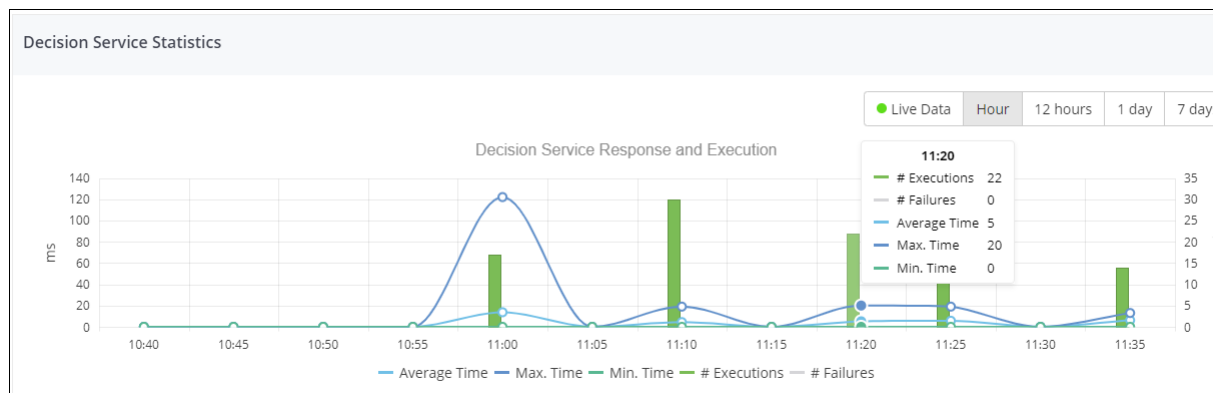 Decision Service Statistics
Live Data Hour 12 hours 1 day 7 day
Decision Service Response and Execution
11:20
# Executions 22
# Failures 0
Average Time 5
Max. Time 20
Min. Time 0
140 35
120 30
100 25
80 20
60 15
40 10
20 5
0 0
ms
10:40 10:45 10:50 10:55 11:00 11:05 11:10 11:15 11:20 11:25 11:30 11:35
Average Time Max. Time Min. Time # Executions # Failures